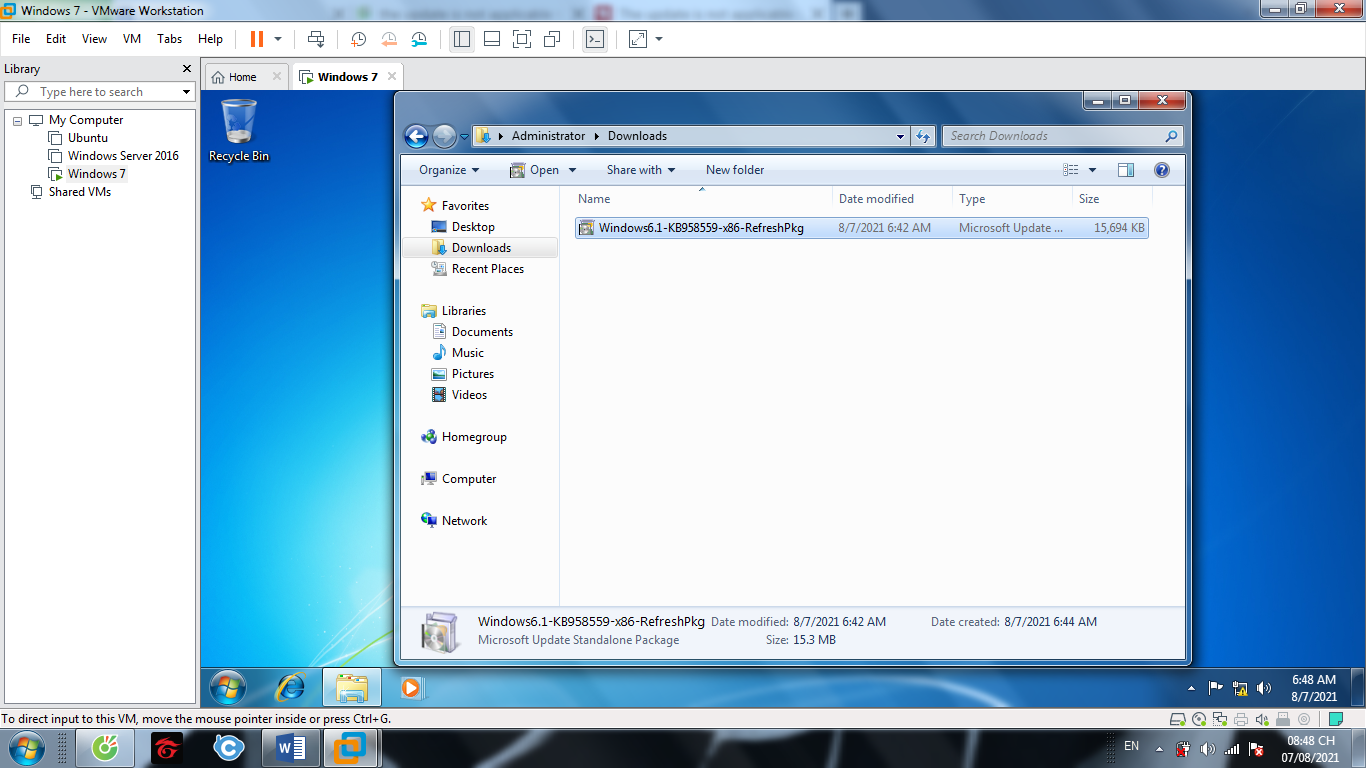 Windows 7 - VMware Workstation
File Edit View VM Tabs Help
Library
Type here to search
My Computer
Ubuntu
Windows Server 2016
Windows 7
Shared VMs
Home
Windows 7
Recycle Bin
Administrator Downloads
Search Downloads
Organize Open Share with New folder
Favorites
Desktop
Downloads
Recent Places
Libraries
Documents
Music
Pictures
Videos
Homegroup
Computer
Network
Name Date modified Type Size
Windows6.1-KB958559-x86-RefreshPkg 8/7/2021 6:42 AM Microsoft Update ... 15,694 KB
Windows6.1-KB958559-x86-RefreshPkg Date modified: 8/7/2021 6:42 AM Date created: 8/7/2021 6:44 AM
Microsoft Update Standalone Package Size: 15.3 MB
6:48 AM
8/7/2021
To direct input to this VM, move the mouse pointer inside or press Ctrl+G.
EN
08:48 CH
07/08/2021